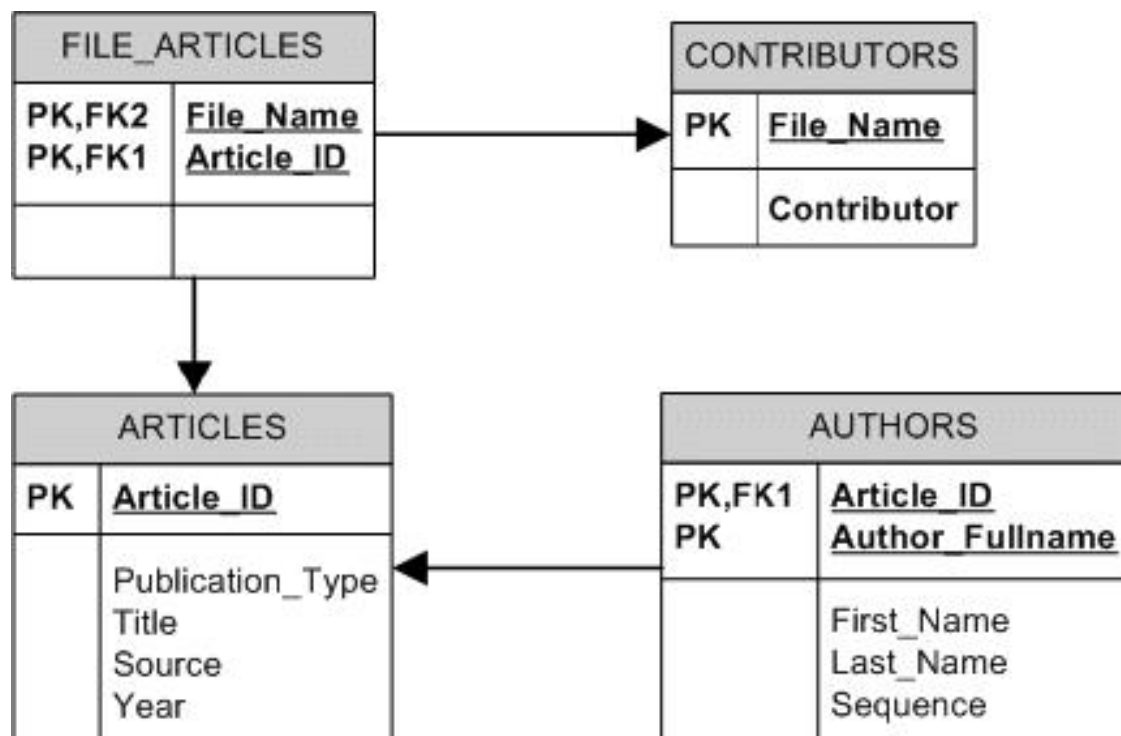 FILE_ARTICLES
PK,FK2 File_Name
PK,FK1 Article_ID
CONTRIBUTORS
PK File_Name
Contributor
ARTICLES
PK Article_ID
Publication_Type
Title
Source
Year
AUTHORS
PK,FK1 Article_ID
PK Author_Fullname
First_Name
Last_Name
Sequence